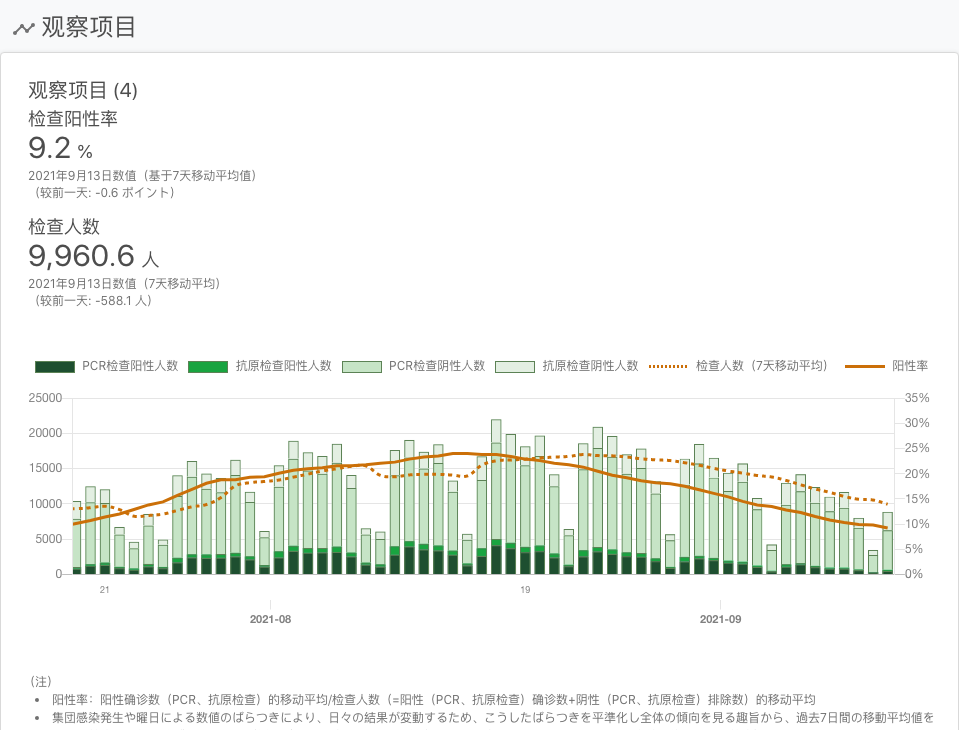 观察项目
观察项目 (4)
检查阳性率
9.2 %
2021年9月13日数值（基于7天移动平均值）
（较前一天: -0.6 ポイント）
检查人数
9,960.6 人
2021年9月13日数值（7天移动平均）
（较前一天: -588.1 人）
PCR检查阳性人数 抗原检查阳性人数 PCR检查阴性人数 抗原检查阴性人数 检查人数（7天移动平均） 阳性率
25000 35%
30%
20000
25%
15000 20%
15%
10000
10%
5000
5%
0 0%
21 19
2021-08 2021-09
（注）
• 阳性率：阳性确诊数（PCR、抗原检查）的移动平均/检查人数（=阳性（PCR、抗原检查）确诊数+阴性（PCR、抗原检查）排除数）的移动平均
• 集団感染発生や曜日による数値のばらつきにより、日々の結果が変動するため、こうしたばらつきを平準化し全体の傾向を見る趣旨から、過去7日間の移動平均値を